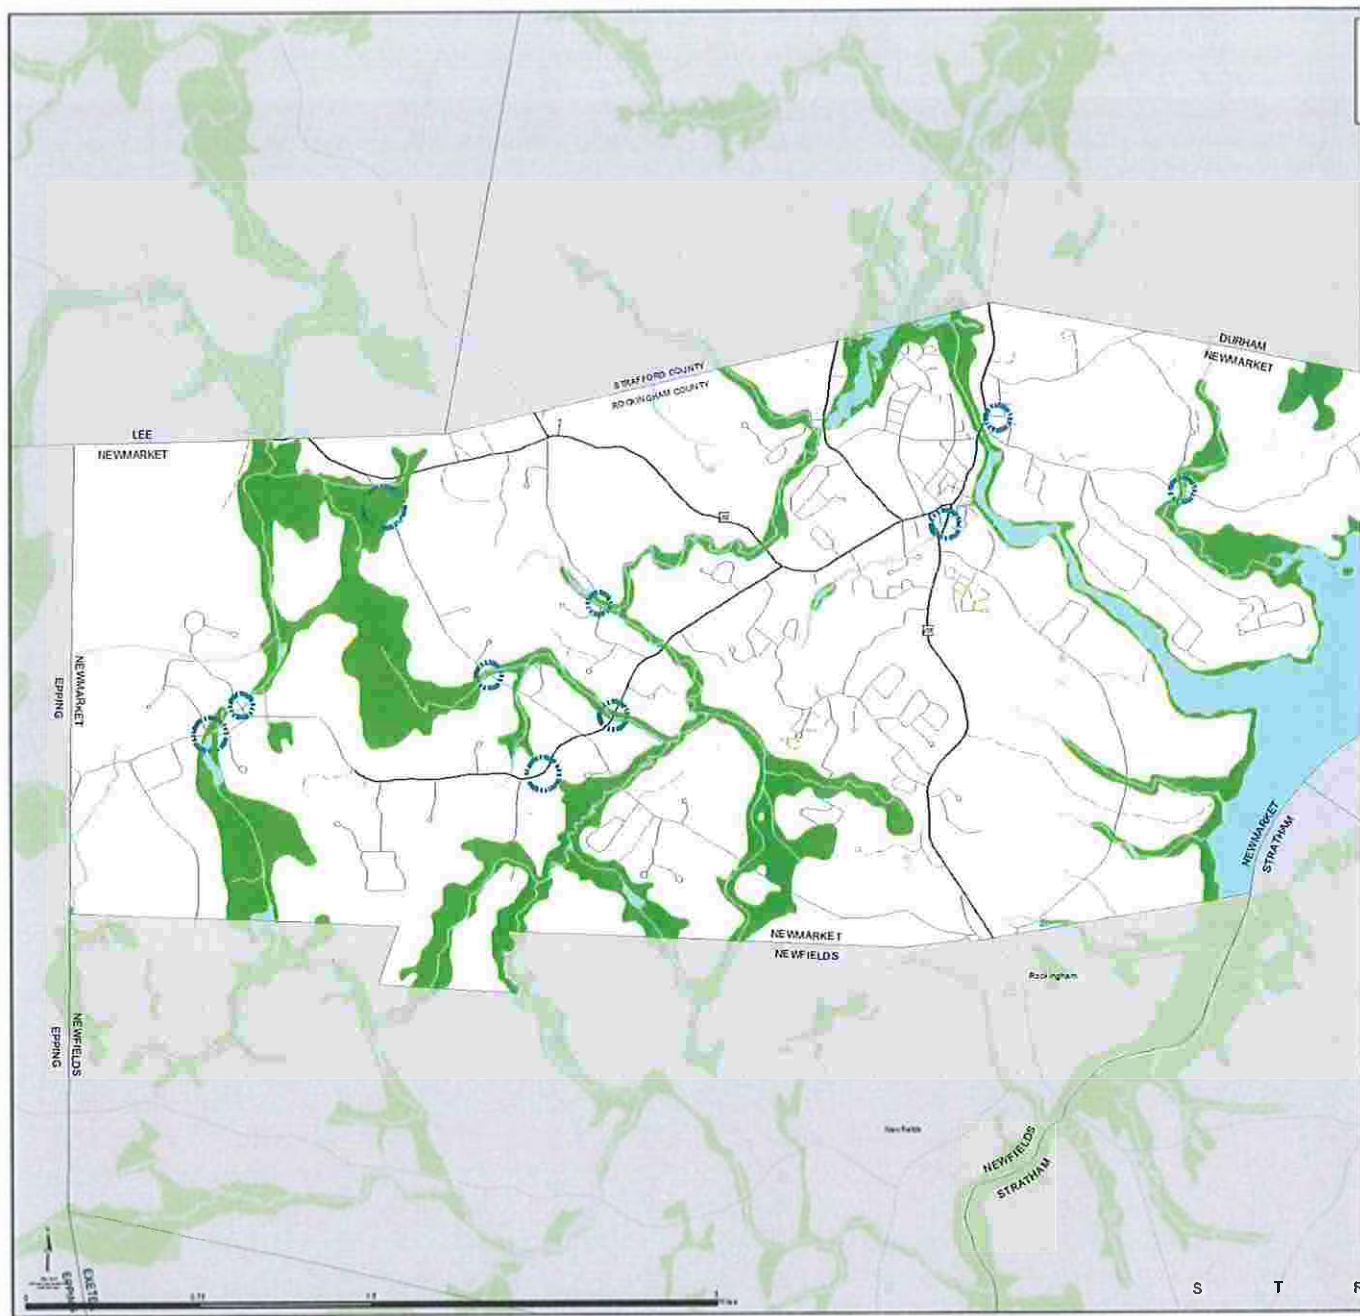 DURHAM
NEWMARKET
STRAFFORD COUNTY
ROCKINGHAM COUNTY
LEE
NEWMARKET
NEWMARKET
EPPING
NEWMARKET
STRATHAM
NEWMARKET
NEWFIELDS
Rockingham
NEWFIELDS
EPPING
Newfields
NEWFIELDS
STRATHAM
S T